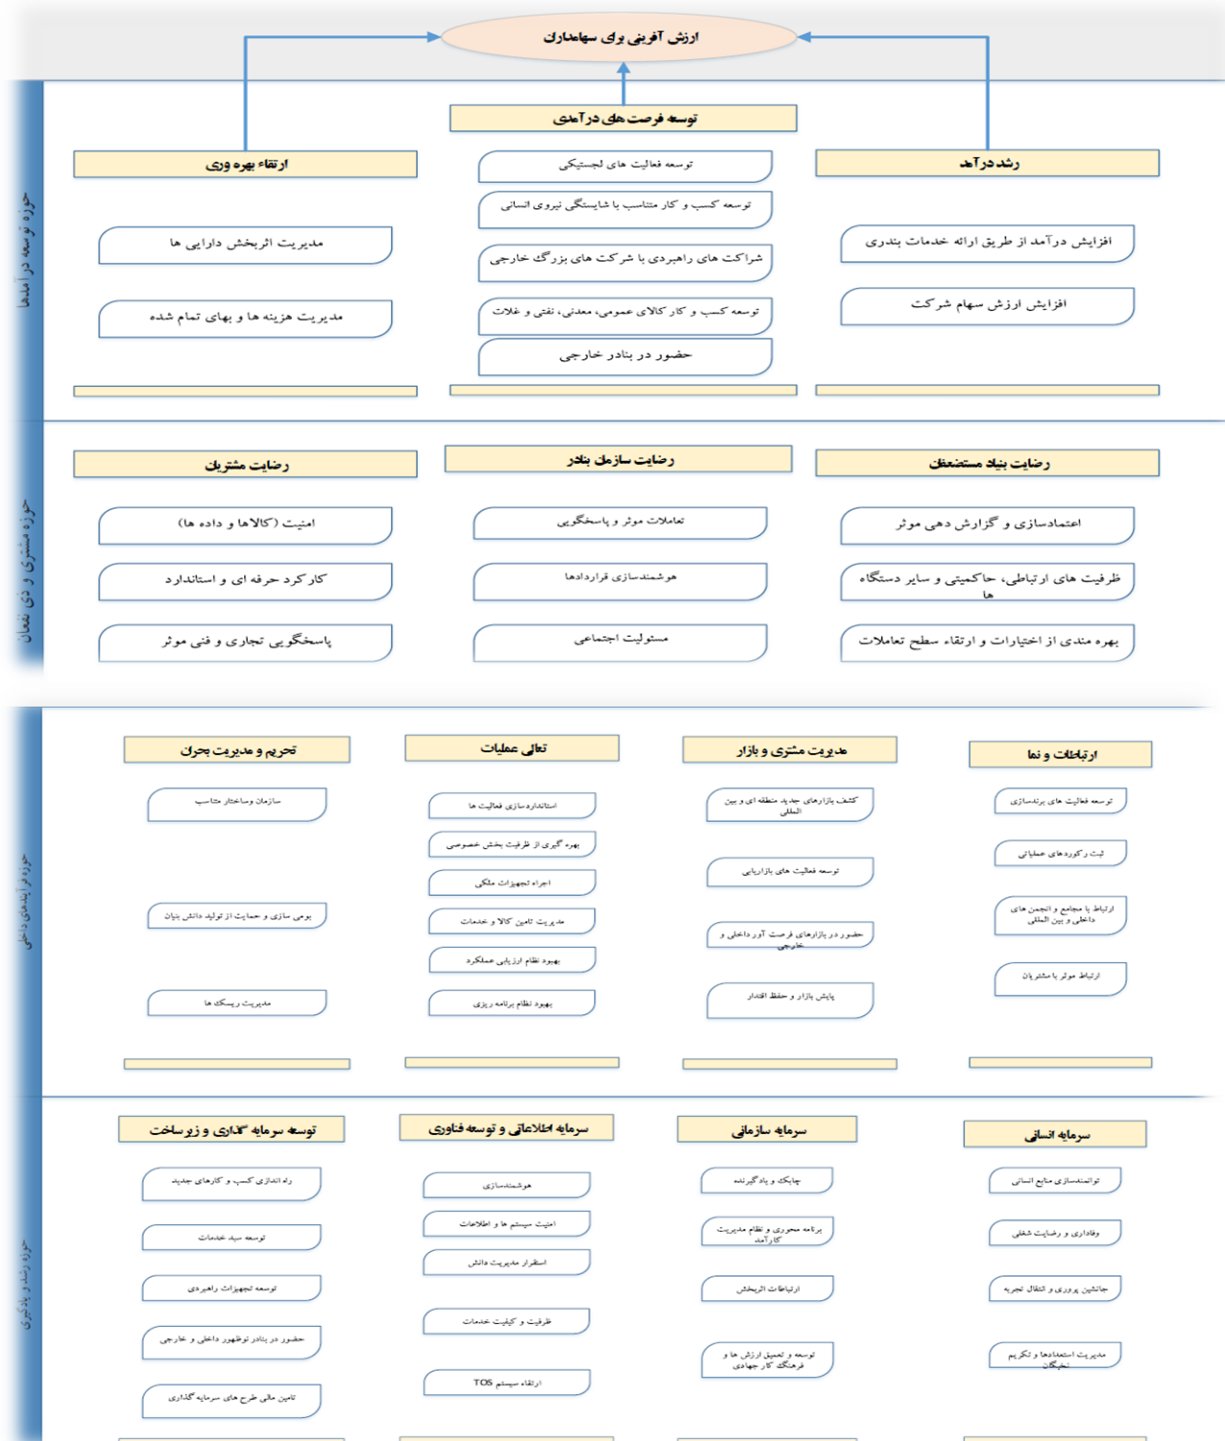 ارزش آفرینی برای سهامداران
حوزه توسعه درآمدها
رشد درآمد
افزایش درآمد از طریق ارائه خدمات بندری
افزایش ارزش سهام شرکت
توسعه فرصت های درآمدی
توسعه فعالیت های لجستیکی
توسعه کسب و کار متناسب با شایستگی نیروی انسانی
شراکت های راهبردی با شرکت های بزرگ خارجی
توسعه کسب و کار کالای عمومی، معدنی، نفتی و غلات
حضور در بنادر خارجی
ارتقاء بهره وری
مدیریت اثربخش دارایی ها
مدیریت هزینه ها و بهای تمام شده
حوزه مشتری و ذی نفعان
رضایت بنیاد مستضعفان
اعتمادسازی و گزارش دهی موثر
ظرفیت های ارتباطی، حاکمیتی و سایر دستگاه
ها
بهره مندی از اختیارات و ارتقاء سطح تعاملات
رضایت سازمان بنادر
تعاملات موثر و پاسخگویی
هوشمندسازی قراردادها
مسئولیت اجتماعی
رضایت مشتریان
امنیت (کالاها و داده ها)
کارکرد حرفه ای و استاندارد
پاسخگویی تجاری و فنی موثر
حوزه فرآیندهای داخلی
ارتباطات و نما
توسعه فعالیت های برندسازی
ثبت رکوردهای عملیاتی
ارتباط با مجامع و انجمن های
داخلی و بین المللی
ارتباط موثر با مشتریان
مدیریت مشتری و بازار
کشف بازارهای جدید منطقه ای و بین
المللی
توسعه فعالیت های بازاریابی
حضور در بازارهای فرصت آور داخلی و
خارجی
پایش بازار و حفظ اقتدار
تعالی عملیات
استانداردسازی فعالیت ها
بهره گیری از ظرفیت بخش خصوصی
اجراء تجهیزات ملکی
مدیریت تامین کالا و خدمات
بهبود نظام ارزیابی عملکرد
بهبود نظام برنامه ریزی
تحریم و مدیریت بحران
سازمان وساختار متناسب
بومی سازی و حمایت از تولید دانش بنیان
مدیریت ریسک ها
حوزه رشد و یادگیری
سرمایه انسانی
توانمندسازی منابع انسانی
وفاداری و رضایت شغلی
جانشین پروری و انتقال تجربه
مدیریت استعدادها و تکریم
نخبگان
سرمایه سازمانی
چابک و یادگیرنده
برنامه محوری و نظام مدیریت
کارآمد
ارتباطات اثربخش
توسعه و تعمیق ارزش ها و
فرهنگ کار جهادی
سرمایه اطلاعاتی و توسعه فناوری
هوشمندسازی
امنیت سیستم ها و اطلاعات
استقرار مدیریت دانش
ظرفیت و کیفیت خدمات
ارتقاء سیستم TOS
توسعه سرمایه گذاری و زیرساخت
راه اندازی کسب و کارهای جدید
توسعه سبد خدمات
توسعه تجهیزات راهبردی
حضور در بنادر نوظهور داخلی و خارجی
تامین مالی طرح های سرمایه گذاری